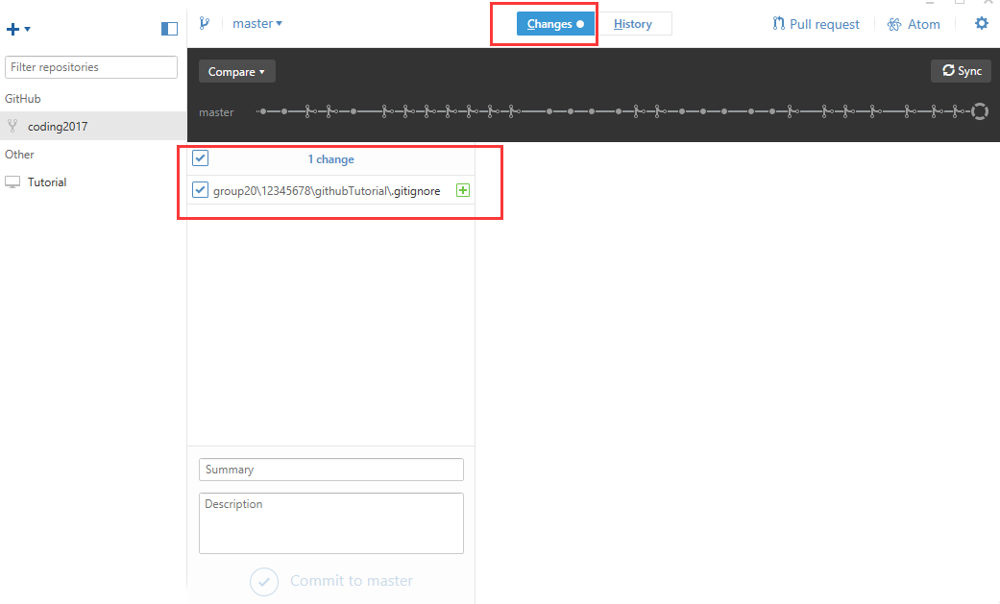 master
Changes
History
Pull request
Atom
Filter repositories
GitHub
coding2017
Other
Tutorial
Compare
Sync
master
1 change
group20\12345678\githubTutorial\.gitignore
Summary
Description
Commit to master